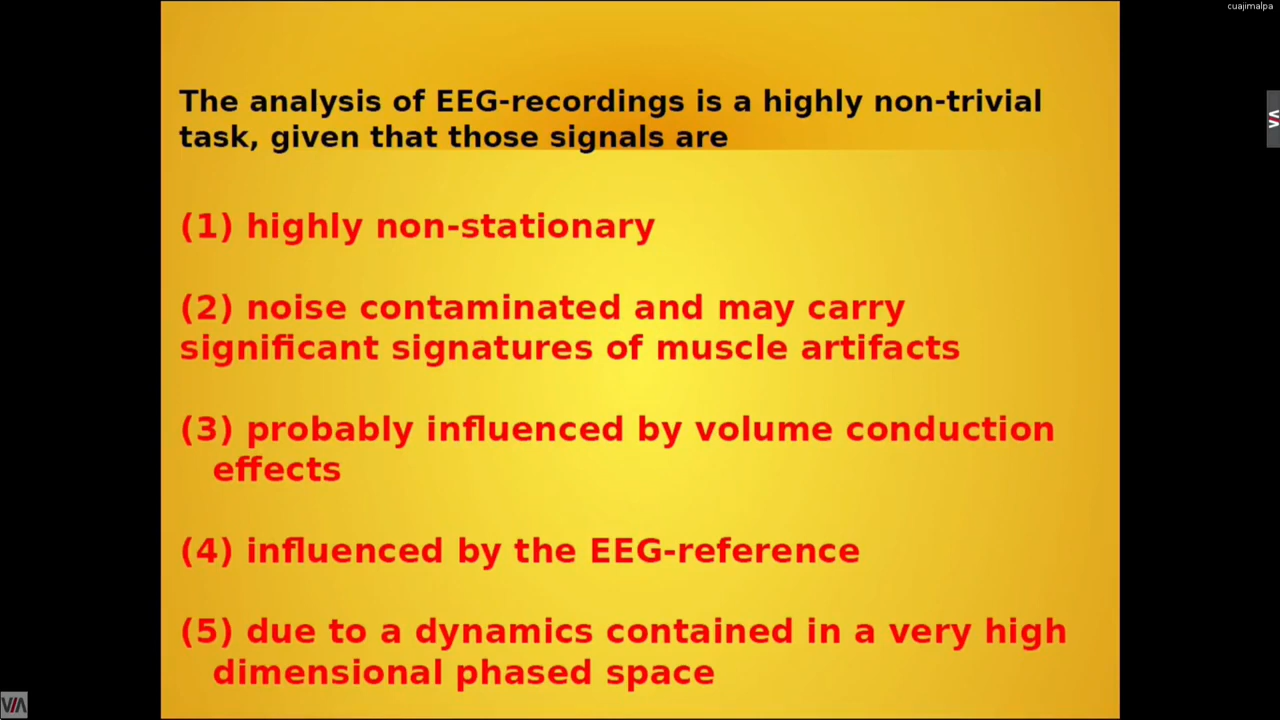 cuajimalpa
The analysis of EEG-recordings is a highly non-trivial
task, given that those signals are
(1) highly non-stationary
(2) noise contaminated and may carry
significant signatures of muscle artifacts
(3) probably influenced by volume conduction
effects
(4) influenced by the EEG-reference
(5) due to a dynamics contained in a very high
dimensional phased space
VIA